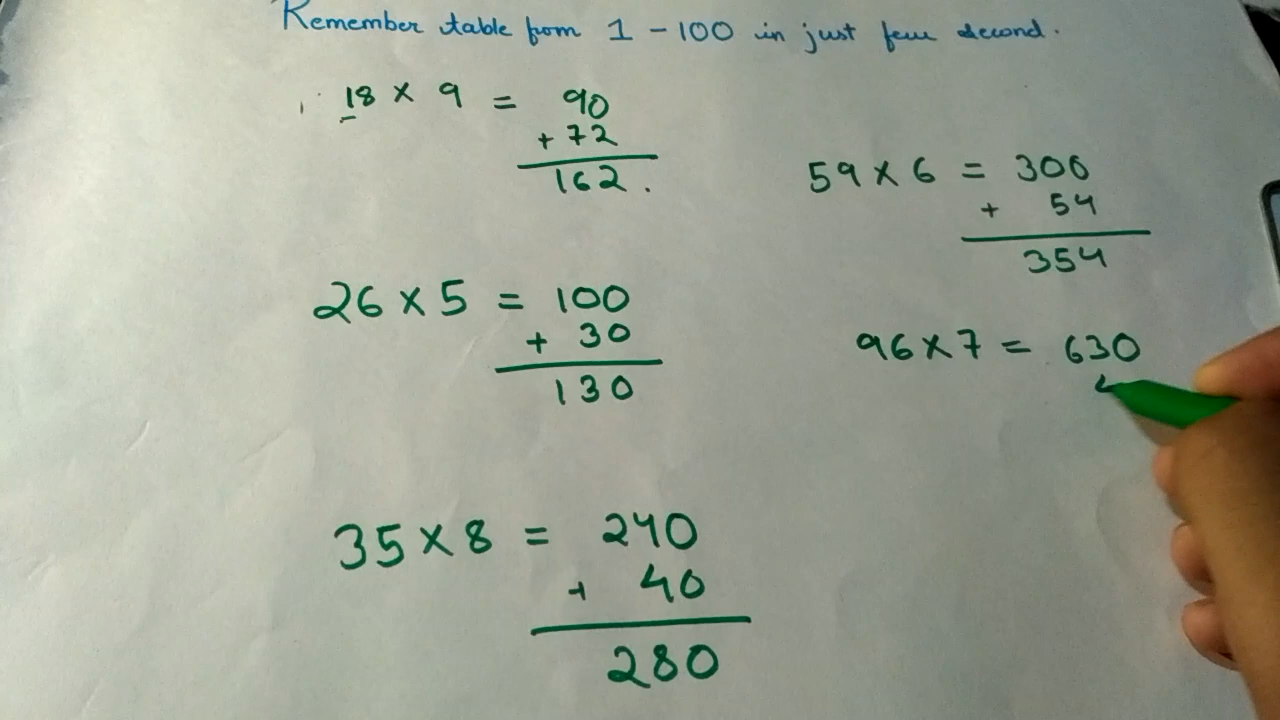 Remember table from 1 - 100 in just few second.
18 × 9 = 90
+ 72
162.
59 × 6 = 300
+ 54
354
26 × 5 = 100
+ 30
130
96 × 7 = 630
35 × 8 = 240
+ 40
280